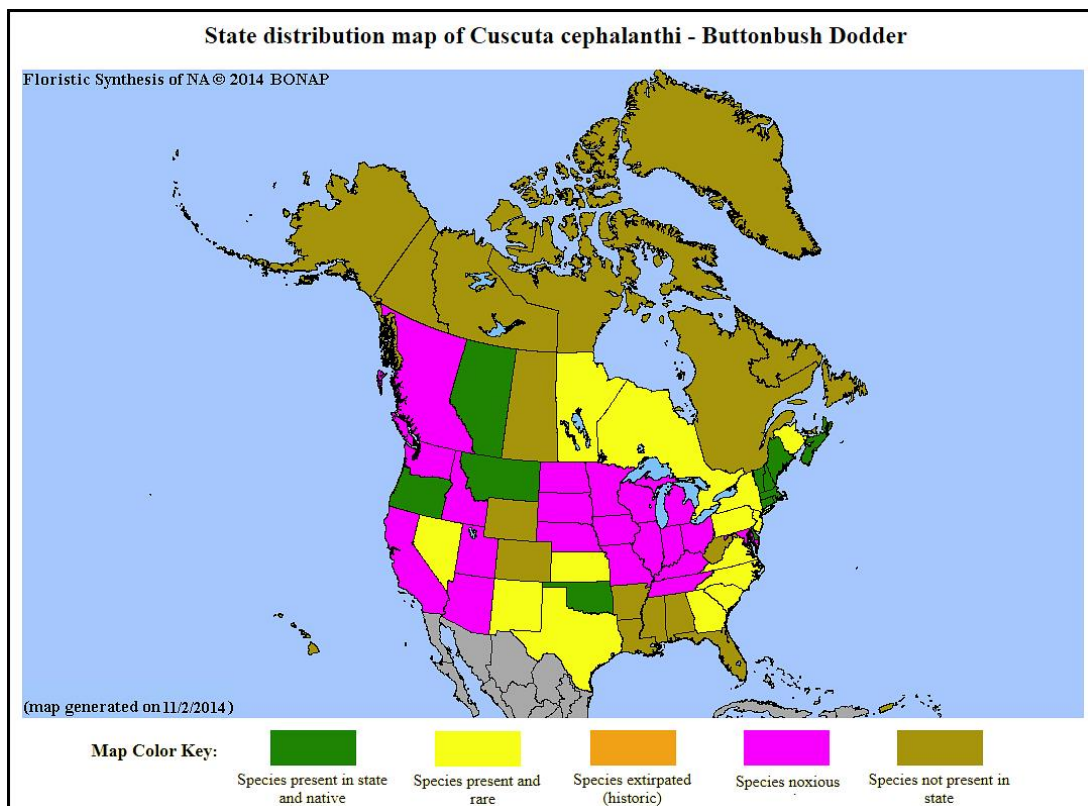 State distribution map of Cuscuta cephalanthi - Buttonbush Dodder
Floristic Synthesis of NA © 2014 BONAP
(map generated on 11/2/2014)
Map Color Key:
Species present in state
and native
Species present and
rare
Species extirpated
(historic)
Species noxious
Species not present in
state